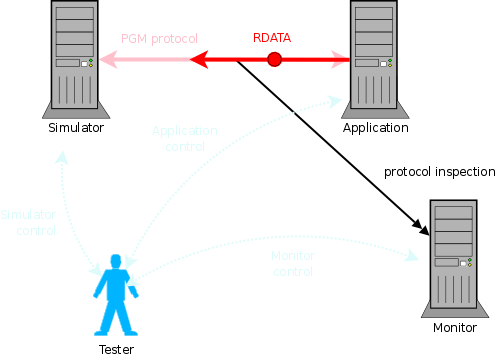 PGM protocol
RDATA
Simulator
Application
Application
control
protocol inspection
Simulator
control
Monitor
control
Monitor
Tester